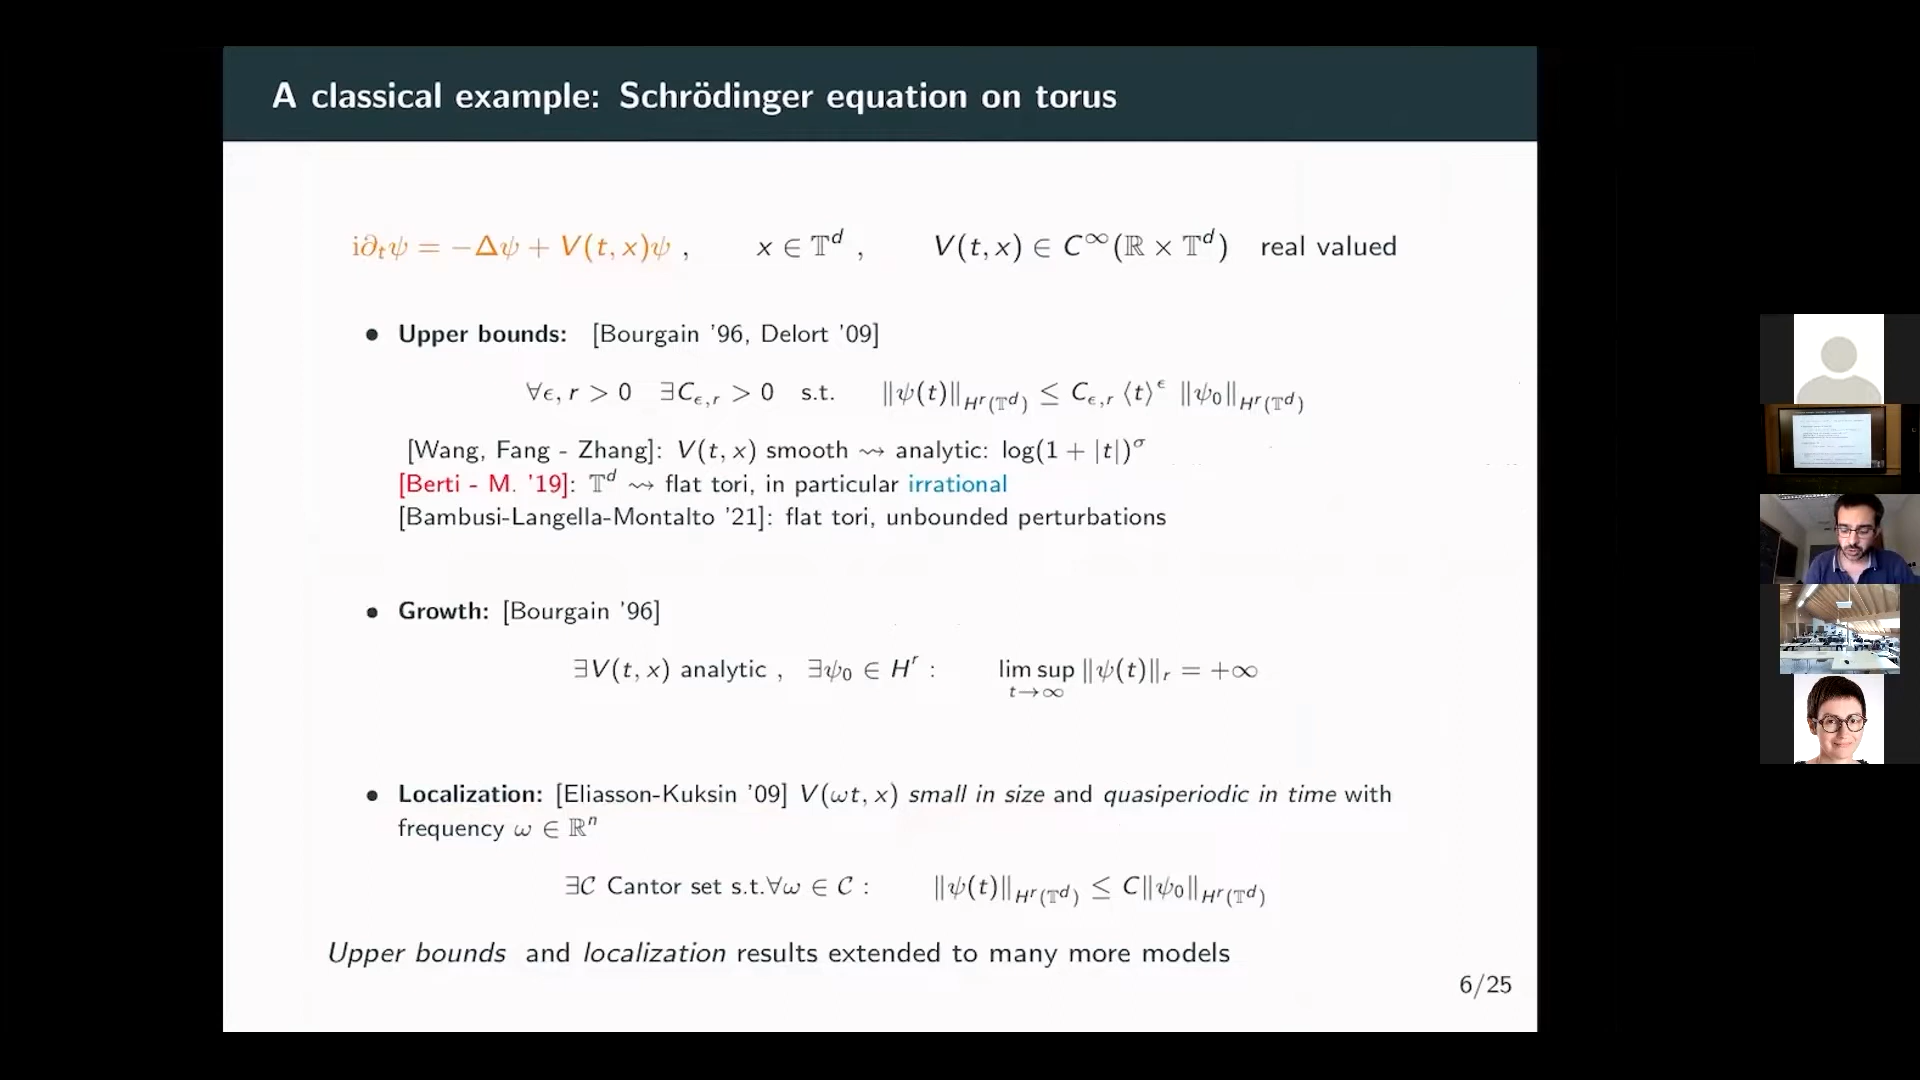 A classical example: Schrödinger equation on torus
i∂ₜψ = −Δψ + V(t, x)ψ , x ∈ 𝕋ᵈ , V(t, x) ∈ C^∞(ℝ × 𝕋ᵈ) real valued
• Upper bounds: [Bourgain '96, Delort '09]
∀ϵ, r > 0 ∃C_{ϵ,r} > 0 s.t. ‖ψ(t)‖_{H^r(𝕋^d)} ≤ C_{ϵ,r} ⟨t⟩^ϵ ‖ψ₀‖_{H^r(𝕋^d)}
[Wang, Fang - Zhang]: V(t, x) smooth ⇝ analytic: log(1 + |t|)^σ
[Berti - M. '19]: 𝕋ᵈ ⇝ flat tori, in particular irrational
[Bambusi-Langella-Montalto '21]: flat tori, unbounded perturbations
• Growth: [Bourgain '96]
∃V(t, x) analytic , ∃ψ₀ ∈ H^r : lim sup_{t→∞} ‖ψ(t)‖_r = +∞
• Localization: [Eliasson-Kuksin '09] V(ωt, x) small in size and quasiperiodic in time with
frequency ω ∈ ℝⁿ
∃𝒞 Cantor set s.t.∀ω ∈ 𝒞 : ‖ψ(t)‖_{H^r(𝕋^d)} ≤ C‖ψ₀‖_{H^r(𝕋^d)}
Upper bounds and localization results extended to many more models
6/25